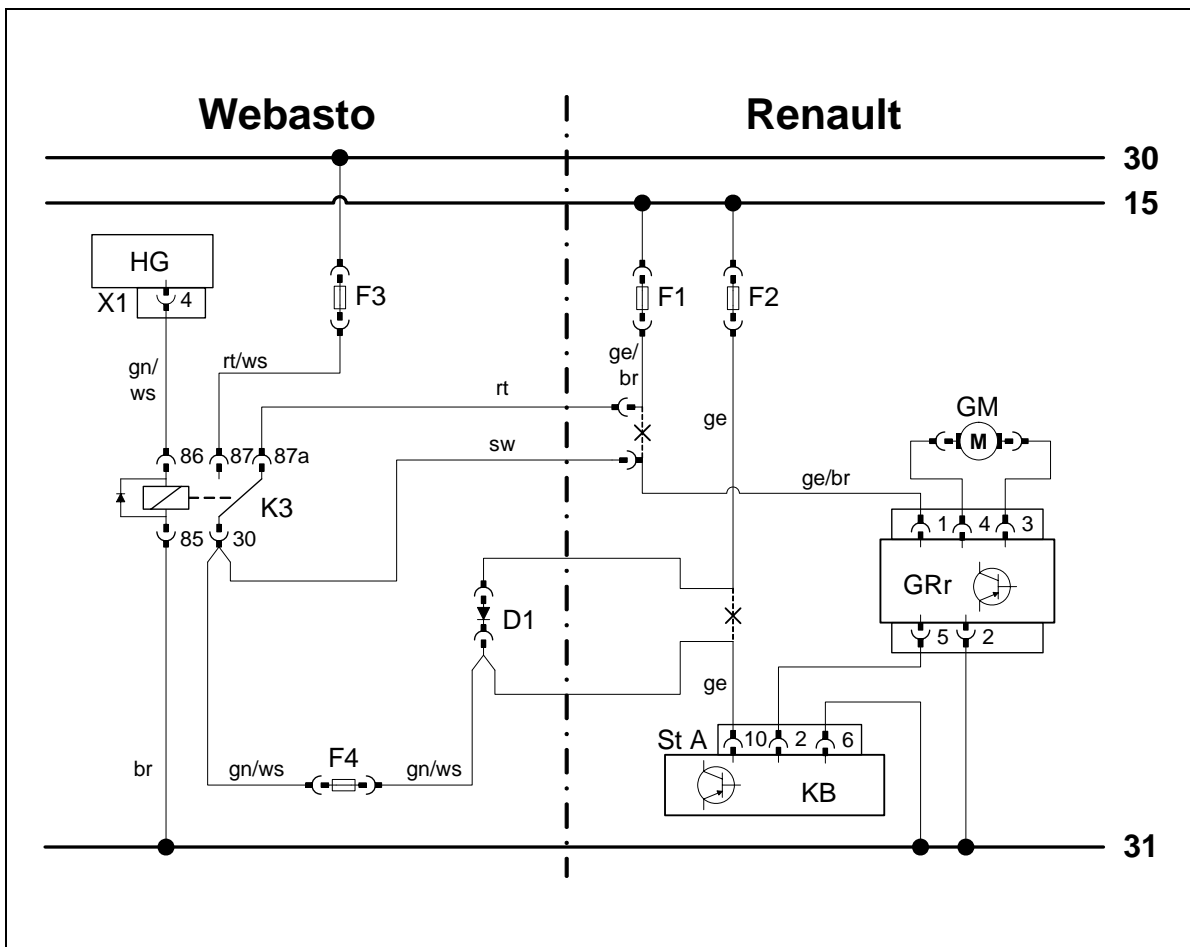 Webasto Renault
30
15
HG
X1 4
F3 F1 F2
gn/
ws
rt/ws
ge/
br
rt
ge
GM
M
sw
86 87 87a
K3
ge/br
85 30
1 4 3
GRr
D1
5 2
ge
St A 10 2 6
F4
br gn/ws gn/ws
KB
31